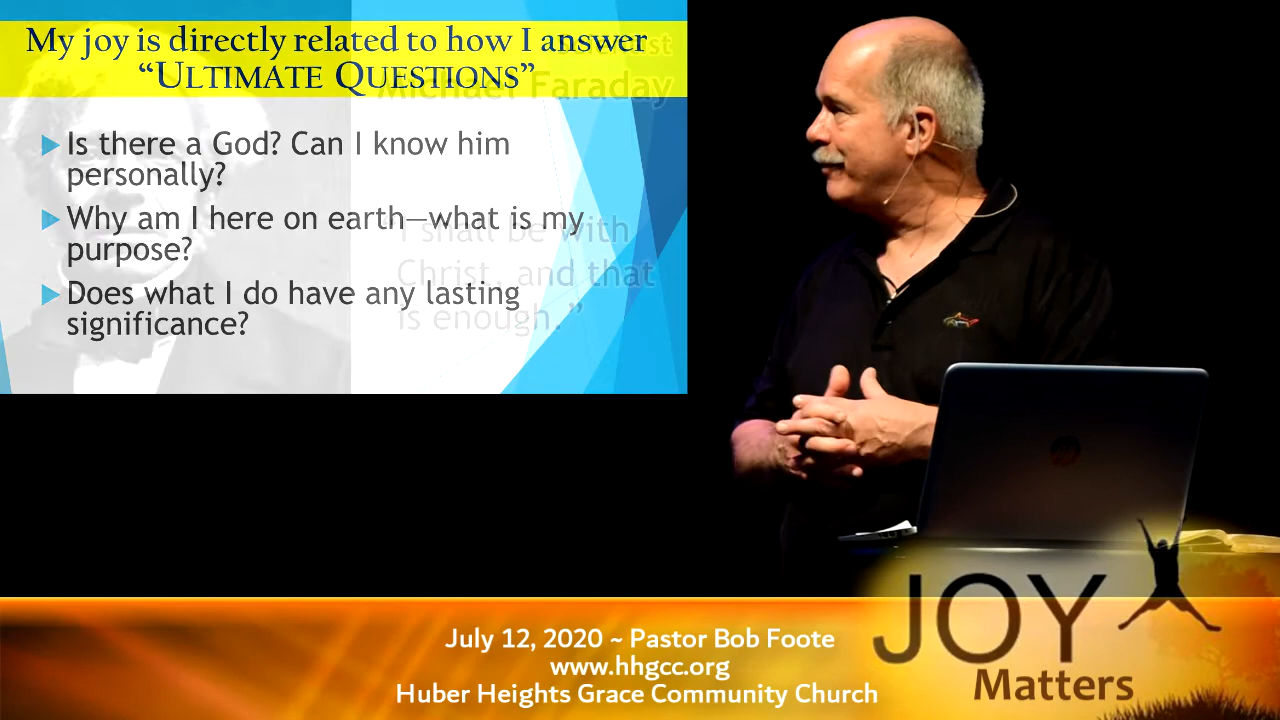 My joy is directly related to how I answer
“ULTIMATE QUESTIONS”
Michael Faraday
Is there a God? Can I know him
personally?
Why am I here on earth—what is my
purpose?
Does what I do have any lasting
significance?
“I shall be with
Christ, and that
is enough.”
July 12, 2020 ~ Pastor Bob Foote
www.hhgcc.org
Huber Heights Grace Community Church
JOY
Matters